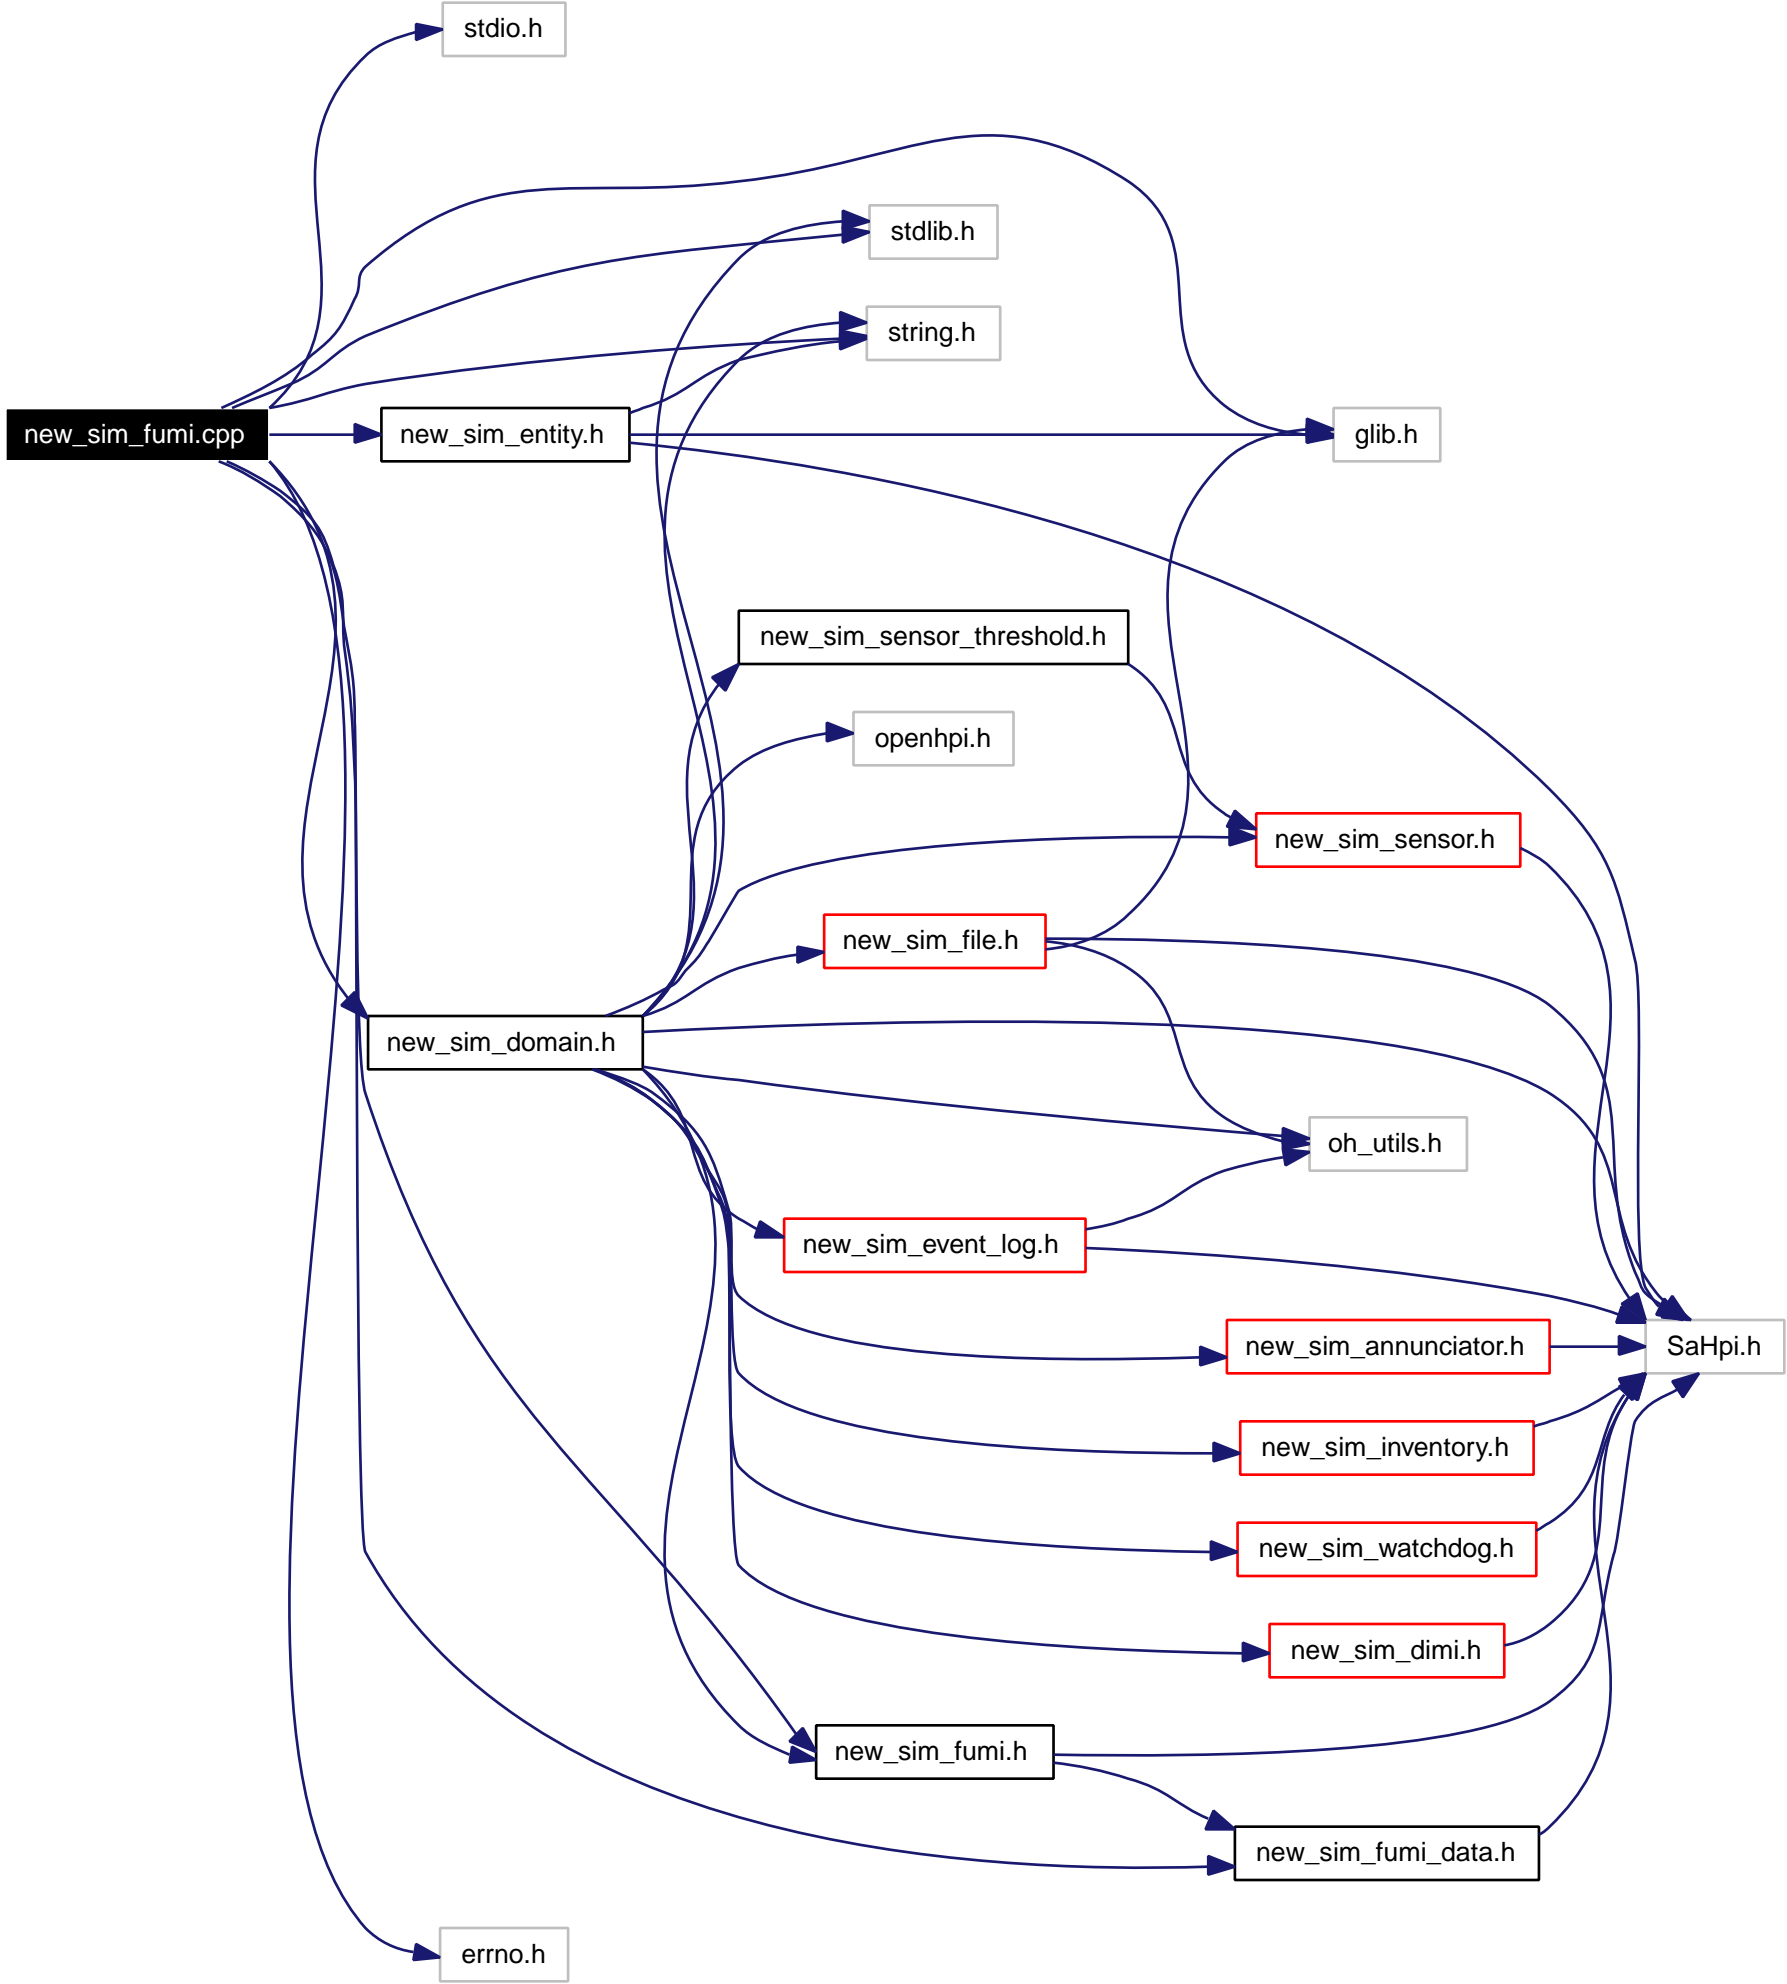 stdio.h
stdlib.h
string.h
new_sim_fumi.cpp
new_sim_entity.h
glib.h
new_sim_sensor_threshold.h
openhpi.h
new_sim_sensor.h
new_sim_file.h
new_sim_domain.h
oh_utils.h
new_sim_event_log.h
new_sim_annunciator.h
SaHpi.h
new_sim_inventory.h
new_sim_watchdog.h
new_sim_dimi.h
new_sim_fumi.h
new_sim_fumi_data.h
errno.h